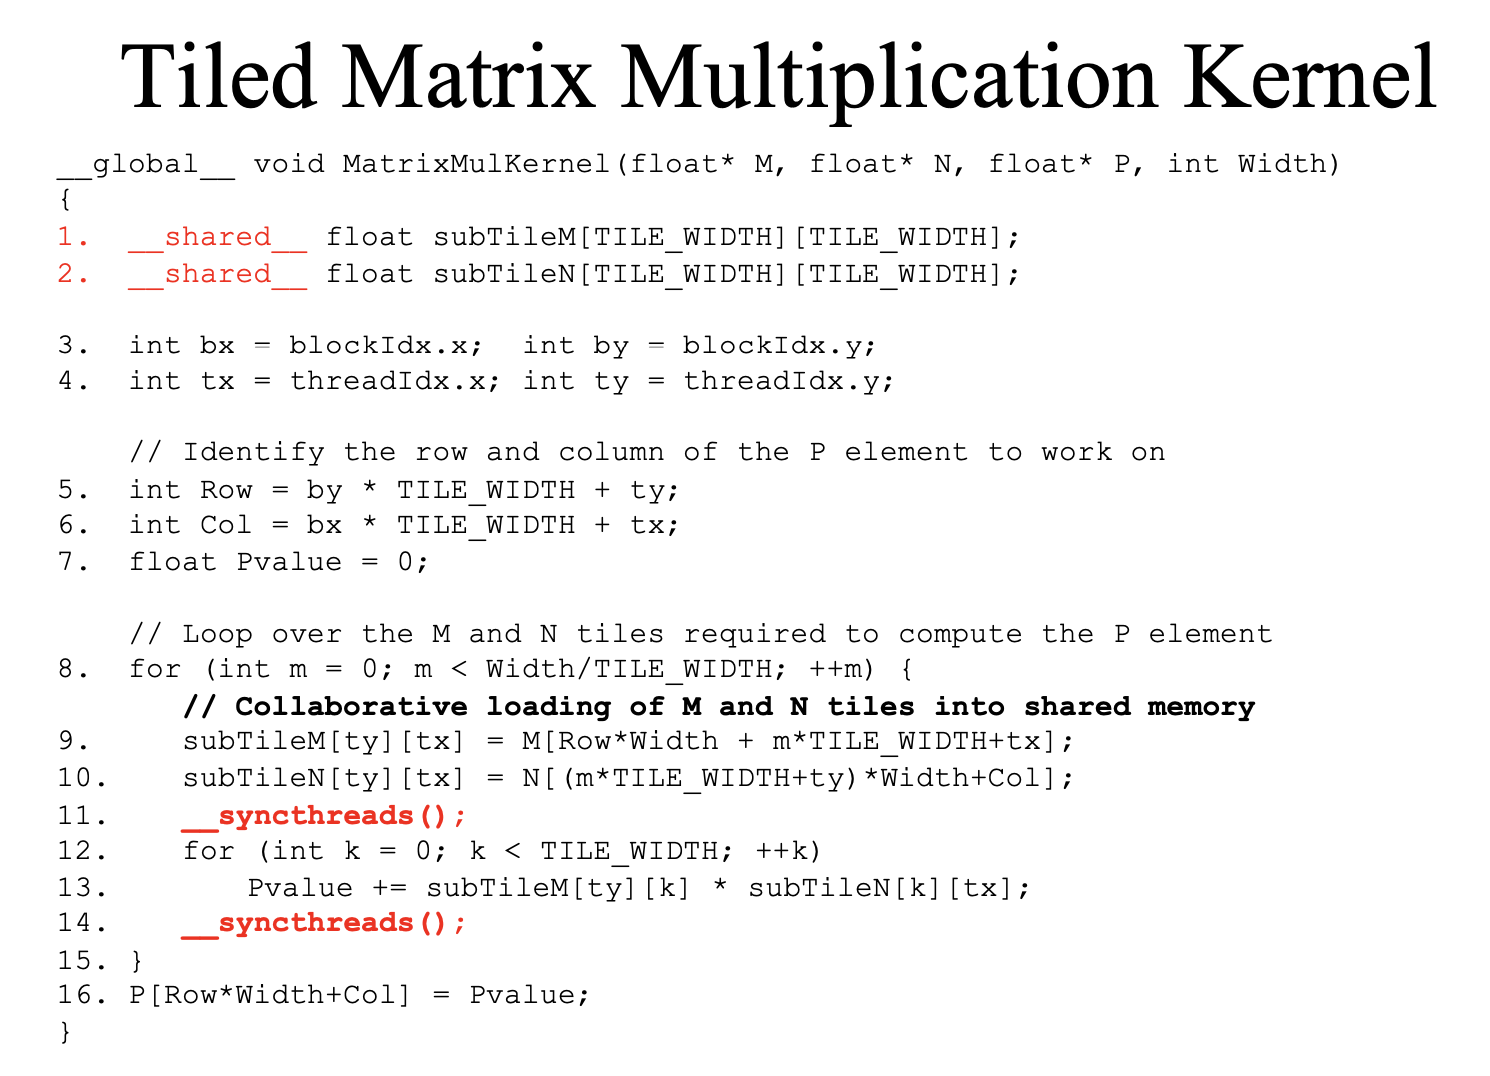 Tiled Matrix Multiplication Kernel
__global__ void MatrixMulKernel(float* M, float* N, float* P, int Width)
{
1. __shared__ float subTileM[TILE_WIDTH][TILE_WIDTH];
2. __shared__ float subTileN[TILE_WIDTH][TILE_WIDTH];
3. int bx = blockIdx.x; int by = blockIdx.y;
4. int tx = threadIdx.x; int ty = threadIdx.y;
// Identify the row and column of the P element to work on
5. int Row = by * TILE_WIDTH + ty;
6. int Col = bx * TILE_WIDTH + tx;
7. float Pvalue = 0;
// Loop over the M and N tiles required to compute the P element
8. for (int m = 0; m < Width/TILE_WIDTH; ++m) {
// Collaborative loading of M and N tiles into shared memory
9. subTileM[ty][tx] = M[Row*Width + m*TILE_WIDTH+tx];
10. subTileN[ty][tx] = N[(m*TILE_WIDTH+ty)*Width+Col];
11. __syncthreads();
12. for (int k = 0; k < TILE_WIDTH; ++k)
13. Pvalue += subTileM[ty][k] * subTileN[k][tx];
14. __syncthreads();
15. }
16. P[Row*Width+Col] = Pvalue;
}